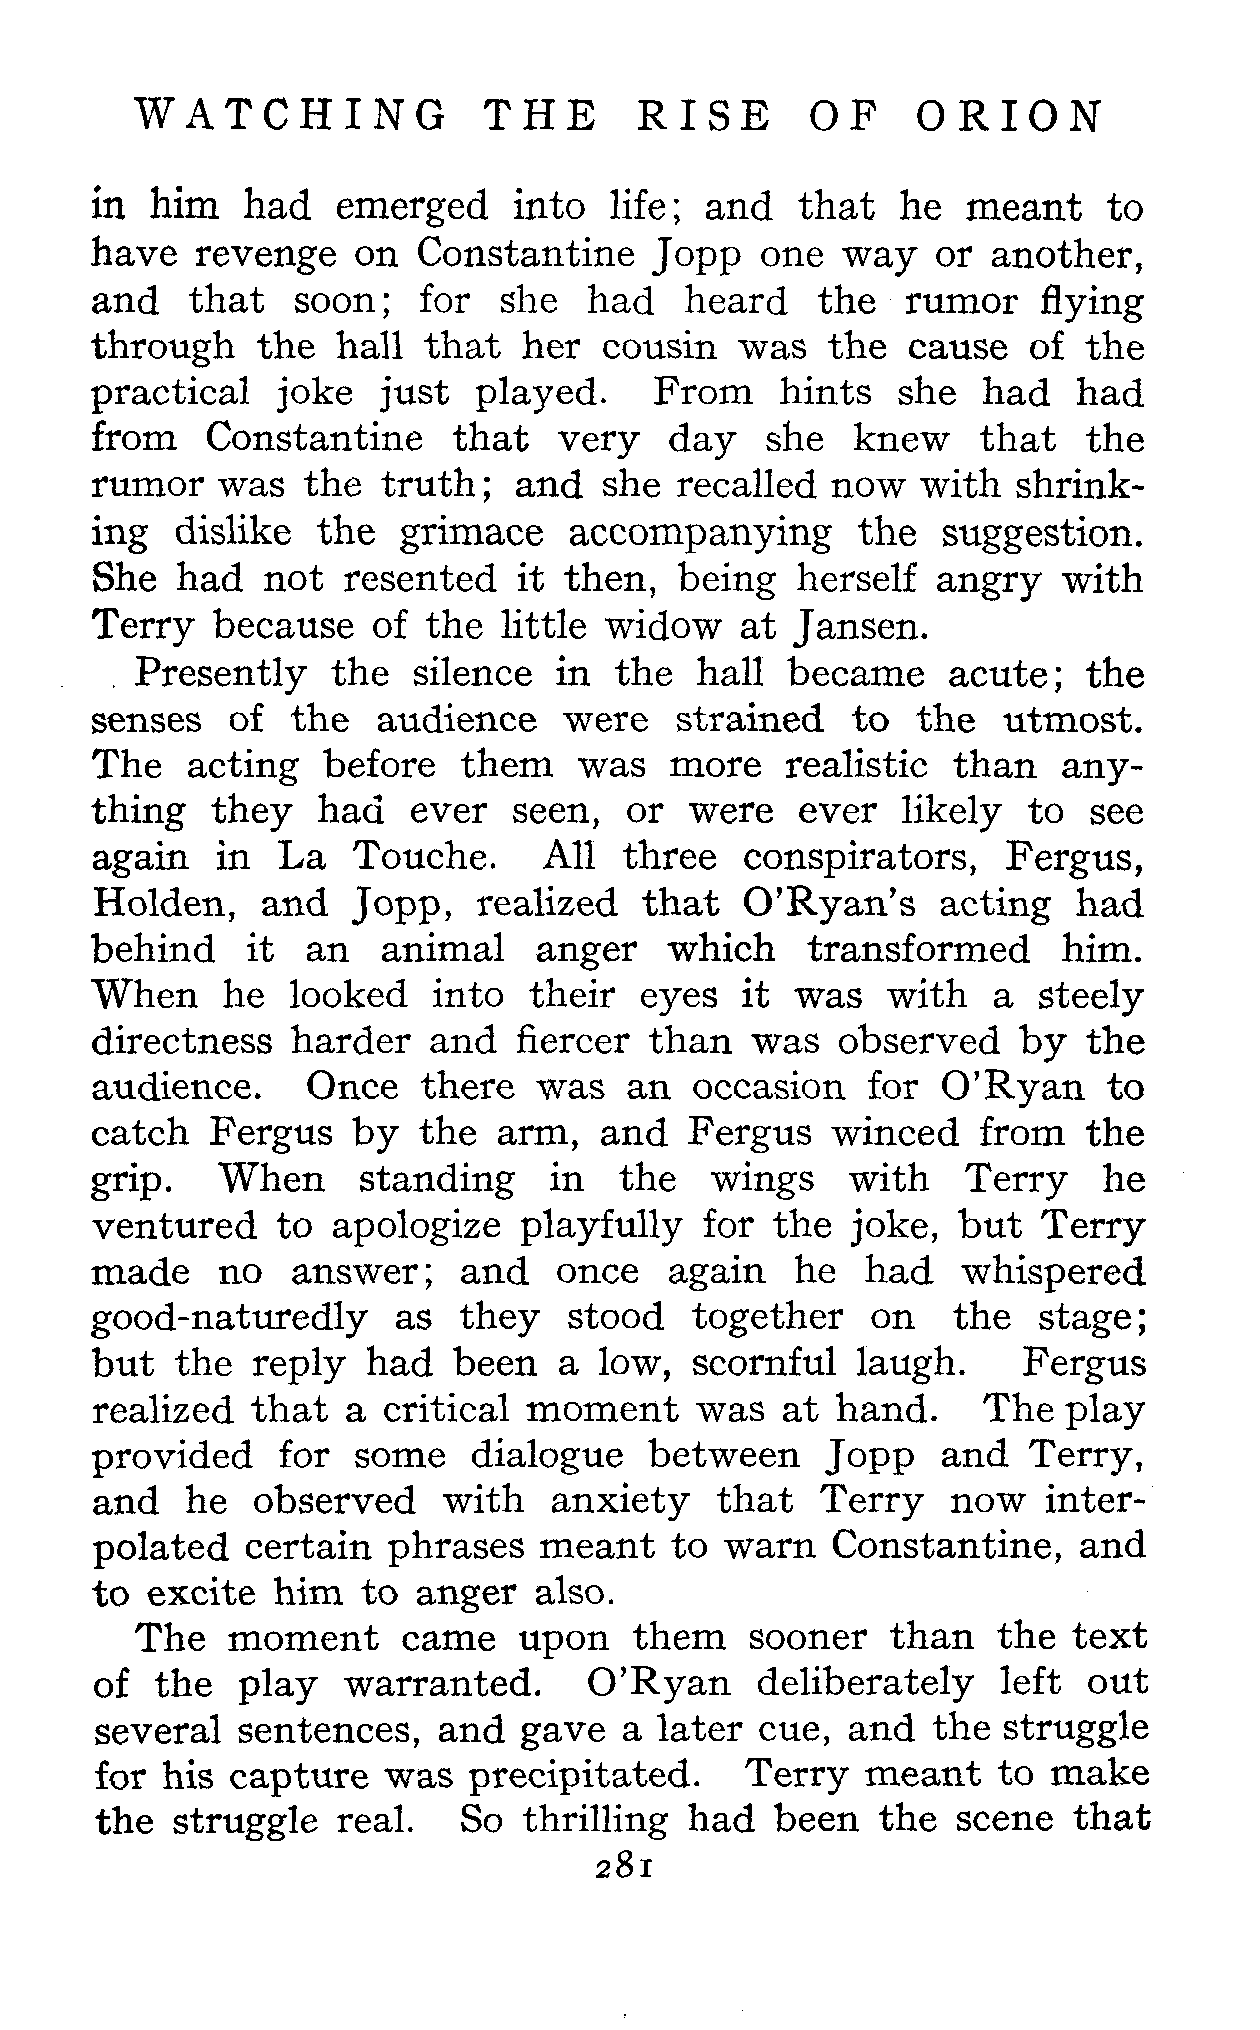 WATCHING THE RISE OF ORION
in him had emerged into life; and that he meant to
have revenge on Constantine Jopp one way or another,
and that soon; for she had heard the rumor flying
through the hall that her cousin was the cause of the
practical joke just played. From hints she had had
from Constantine that very day she knew that the
rumor was the truth; and she recalled now with shrink-
ing dislike the grimace accompanying the suggestion.
She had not resented it then, being herself angry with
Terry because of the little widow at Jansen.
Presently the silence in the hall became acute; the
senses of the audience were strained to the utmost.
The acting before them was more realistic than any-
thing they had ever seen, or were ever likely to see
again in La Touche. All three conspirators, Fergus,
Holden, and Jopp, realized that O'Ryan's acting had
behind it an animal anger which transformed him.
When he looked into their eyes it was with a steely
directness harder and fiercer than was observed by the
audience. Once there was an occasion for O'Ryan to
catch Fergus by the arm, and Fergus winced from the
grip. When standing in the wings with Terry he
ventured to apologize playfully for the joke, but Terry
made no answer; and once again he had whispered
good-naturedly as they stood together on the stage;
but the reply had been a low, scornful laugh. Fergus
realized that a critical moment was at hand. The play
provided for some dialogue between Jopp and Terry,
and he observed with anxiety that Terry now inter-
polated certain phrases meant to warn Constantine, and
to excite him to anger also.
The moment came upon them sooner than the text
of the play warranted. O'Ryan deliberately left out
several sentences, and gave a later cue, and the struggle
for his capture was precipitated. Terry meant to make
the struggle real. So thrilling had been the scene that
281